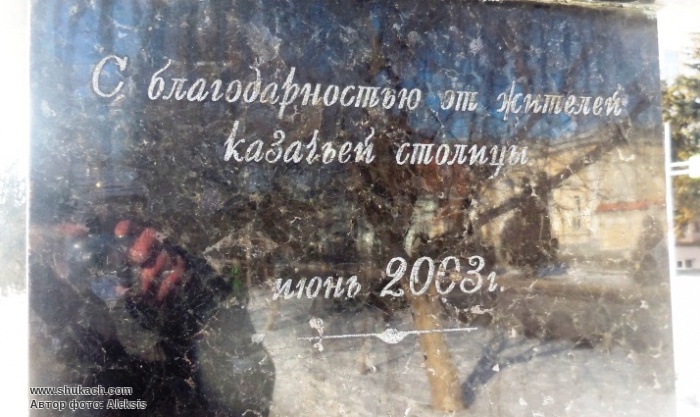 С благодарностью от жителей
казачьей столицы
июнь 2003г.
www.shukach.com
Автор фото: Aleksis